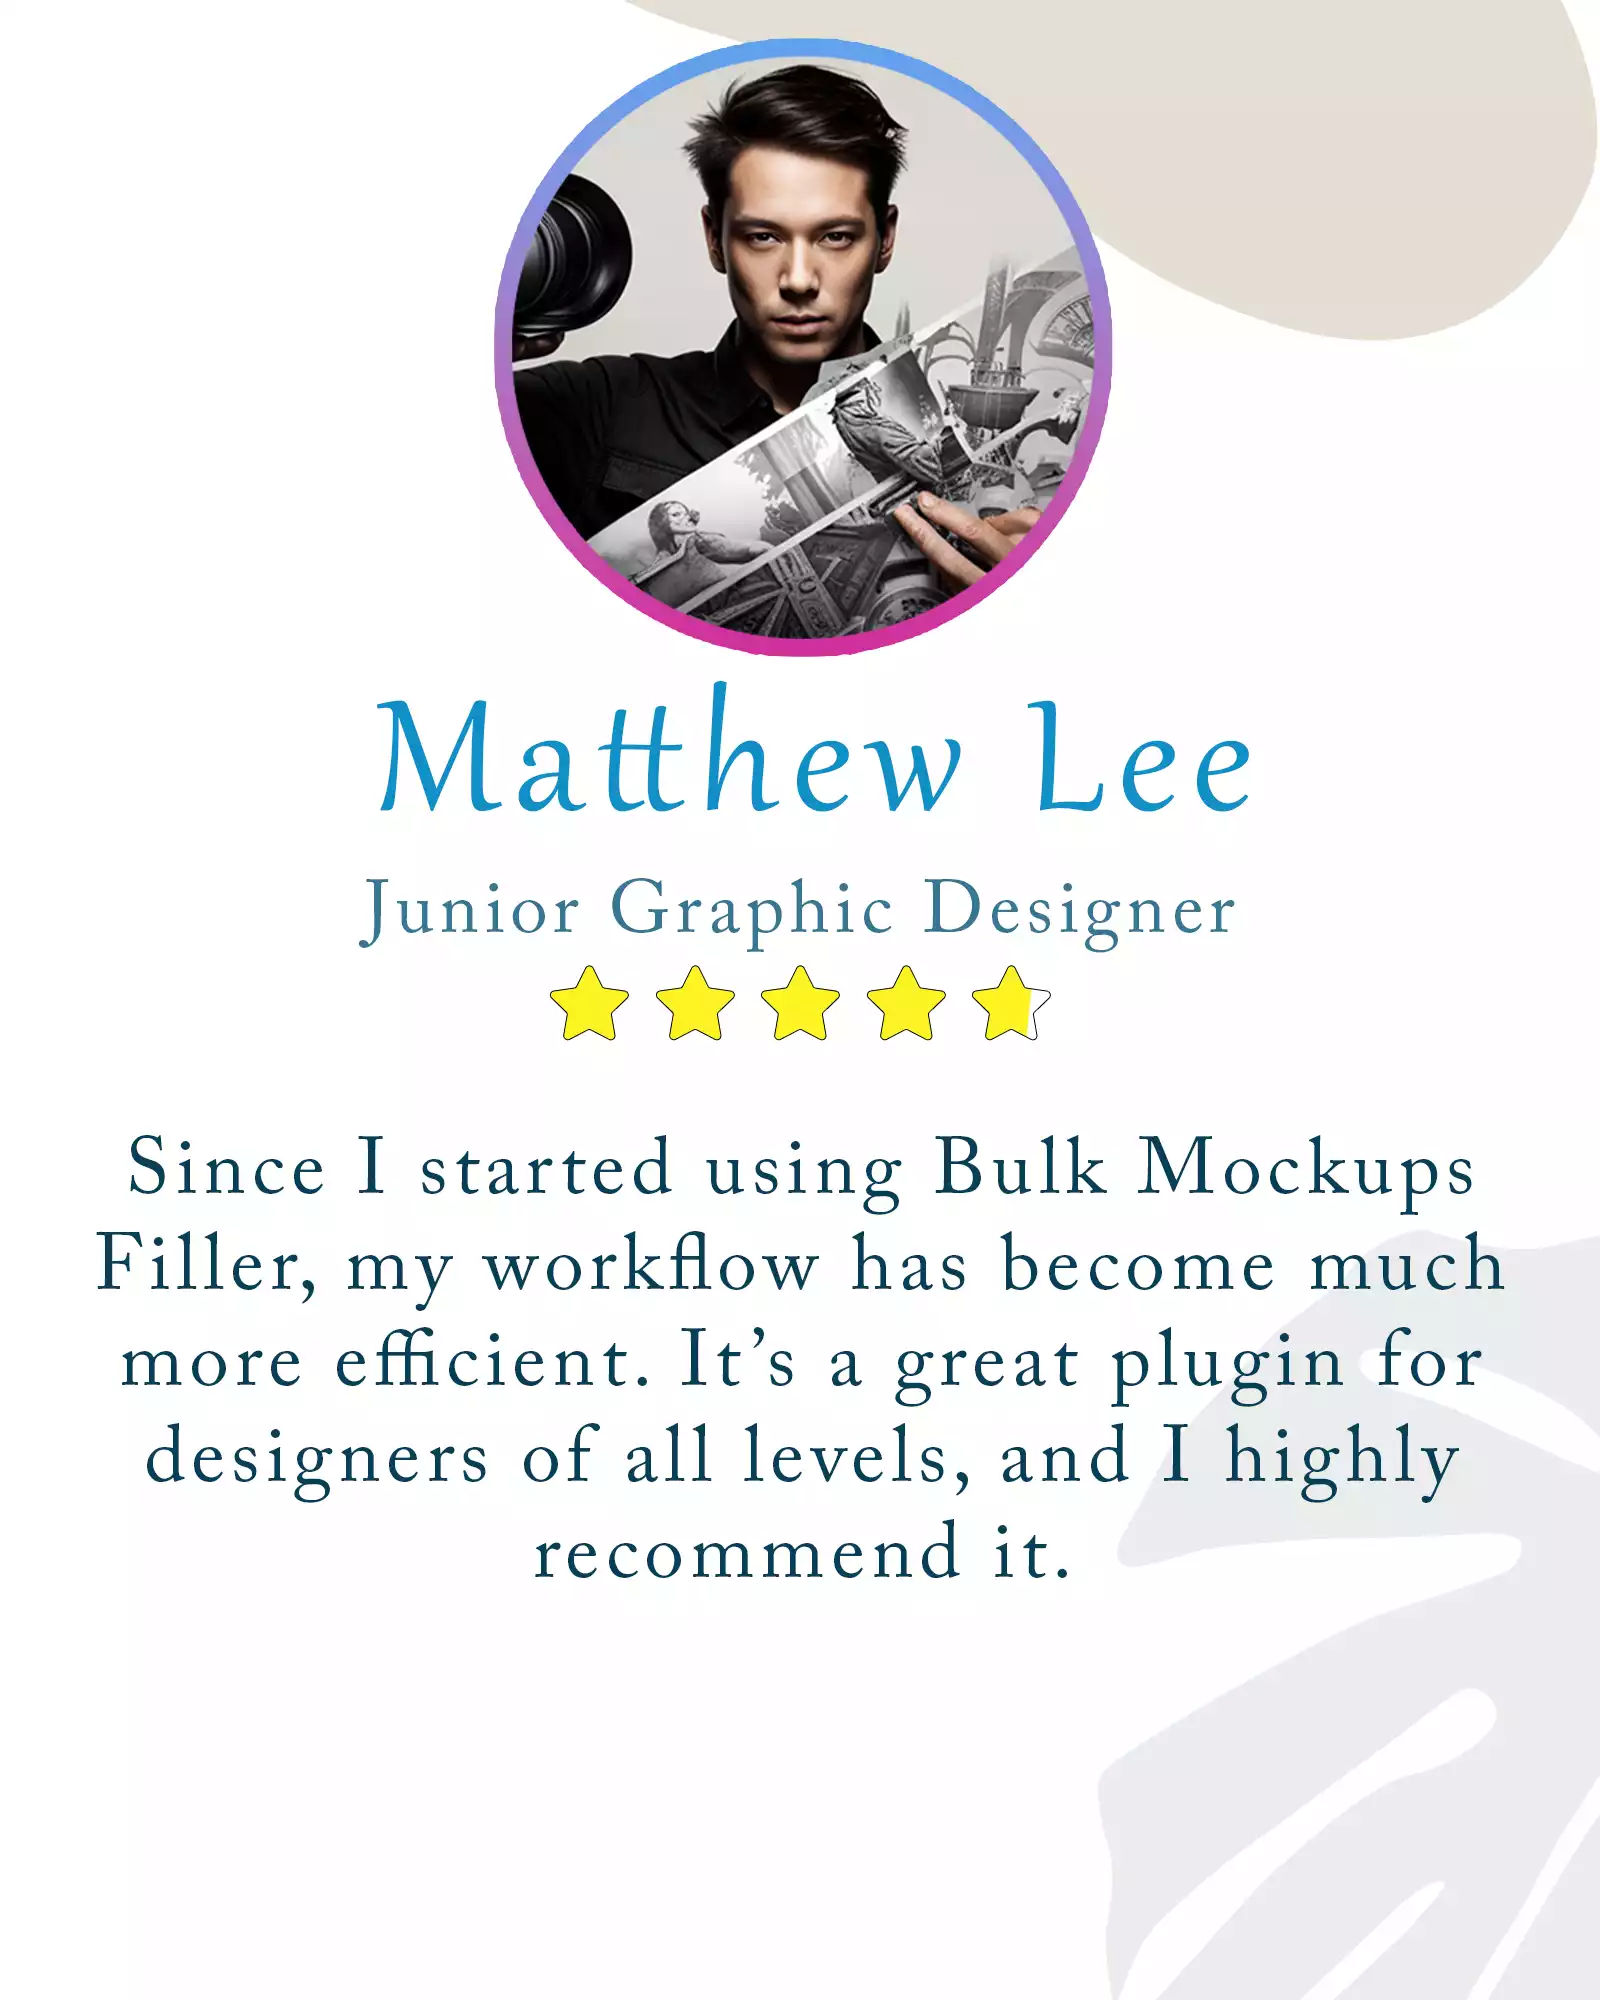 Matthew Lee
Junior Graphic Designer
Since I started using Bulk Mockups
Filler, my workflow has become much
more efficient. It’s a great plugin for
designers of all levels, and I highly
recommend it.